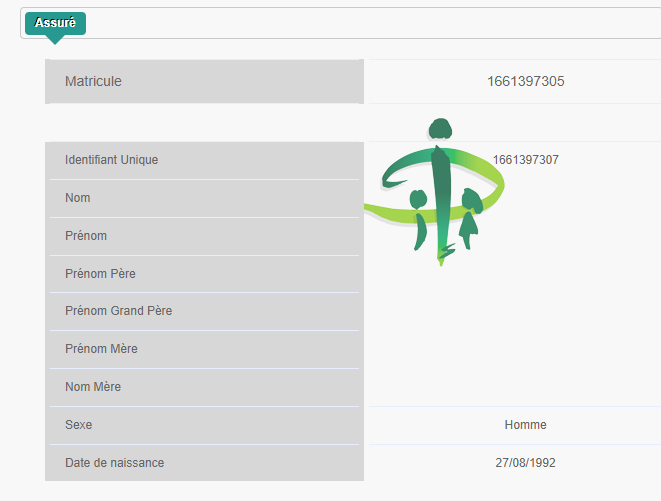 Assuré
Matricule 1661397305
Identifiant Unique 1661397307
Nom
Prénom
Prénom Père
Prénom Grand Père
Prénom Mère
Nom Mère
Sexe Homme
Date de naissance 27/08/1992